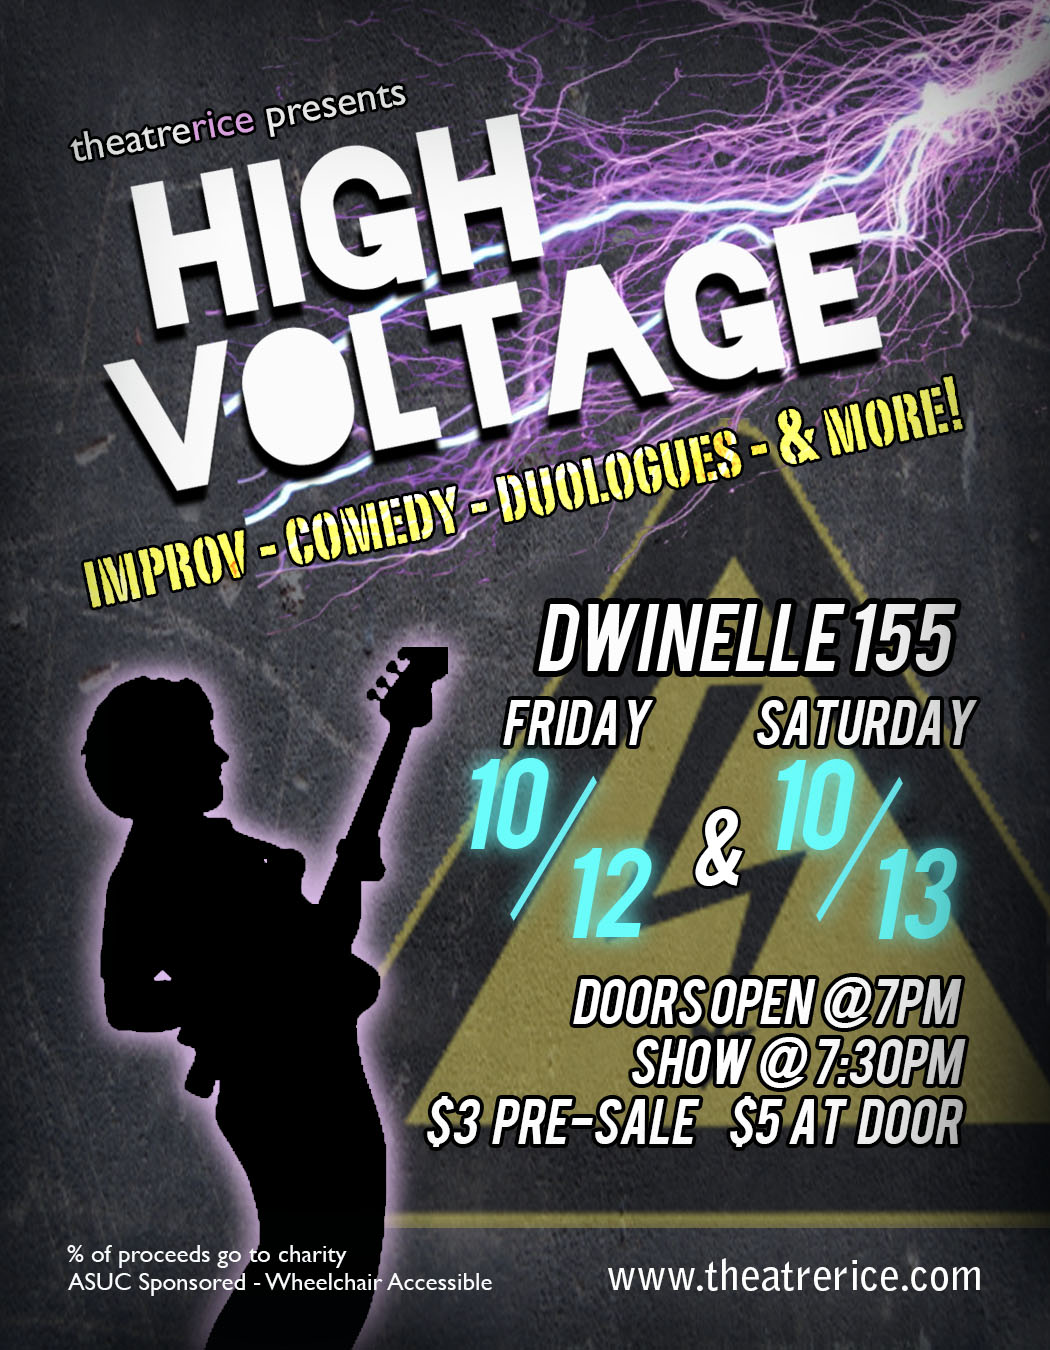 theatrerice presents
HIGH
VOLTAGE
IMPROV - COMEDY - DUOLOGUES - & MORE!
DWINELLE 155
FRIDAY SATURDAY
10/12 & 10/13
DOORS OPEN @ 7PM
SHOW @ 7:30PM
$3 PRE-SALE $5 AT DOOR
% of proceeds go to charity
ASUC Sponsored - Wheelchair Accessible
www.theatrerice.com